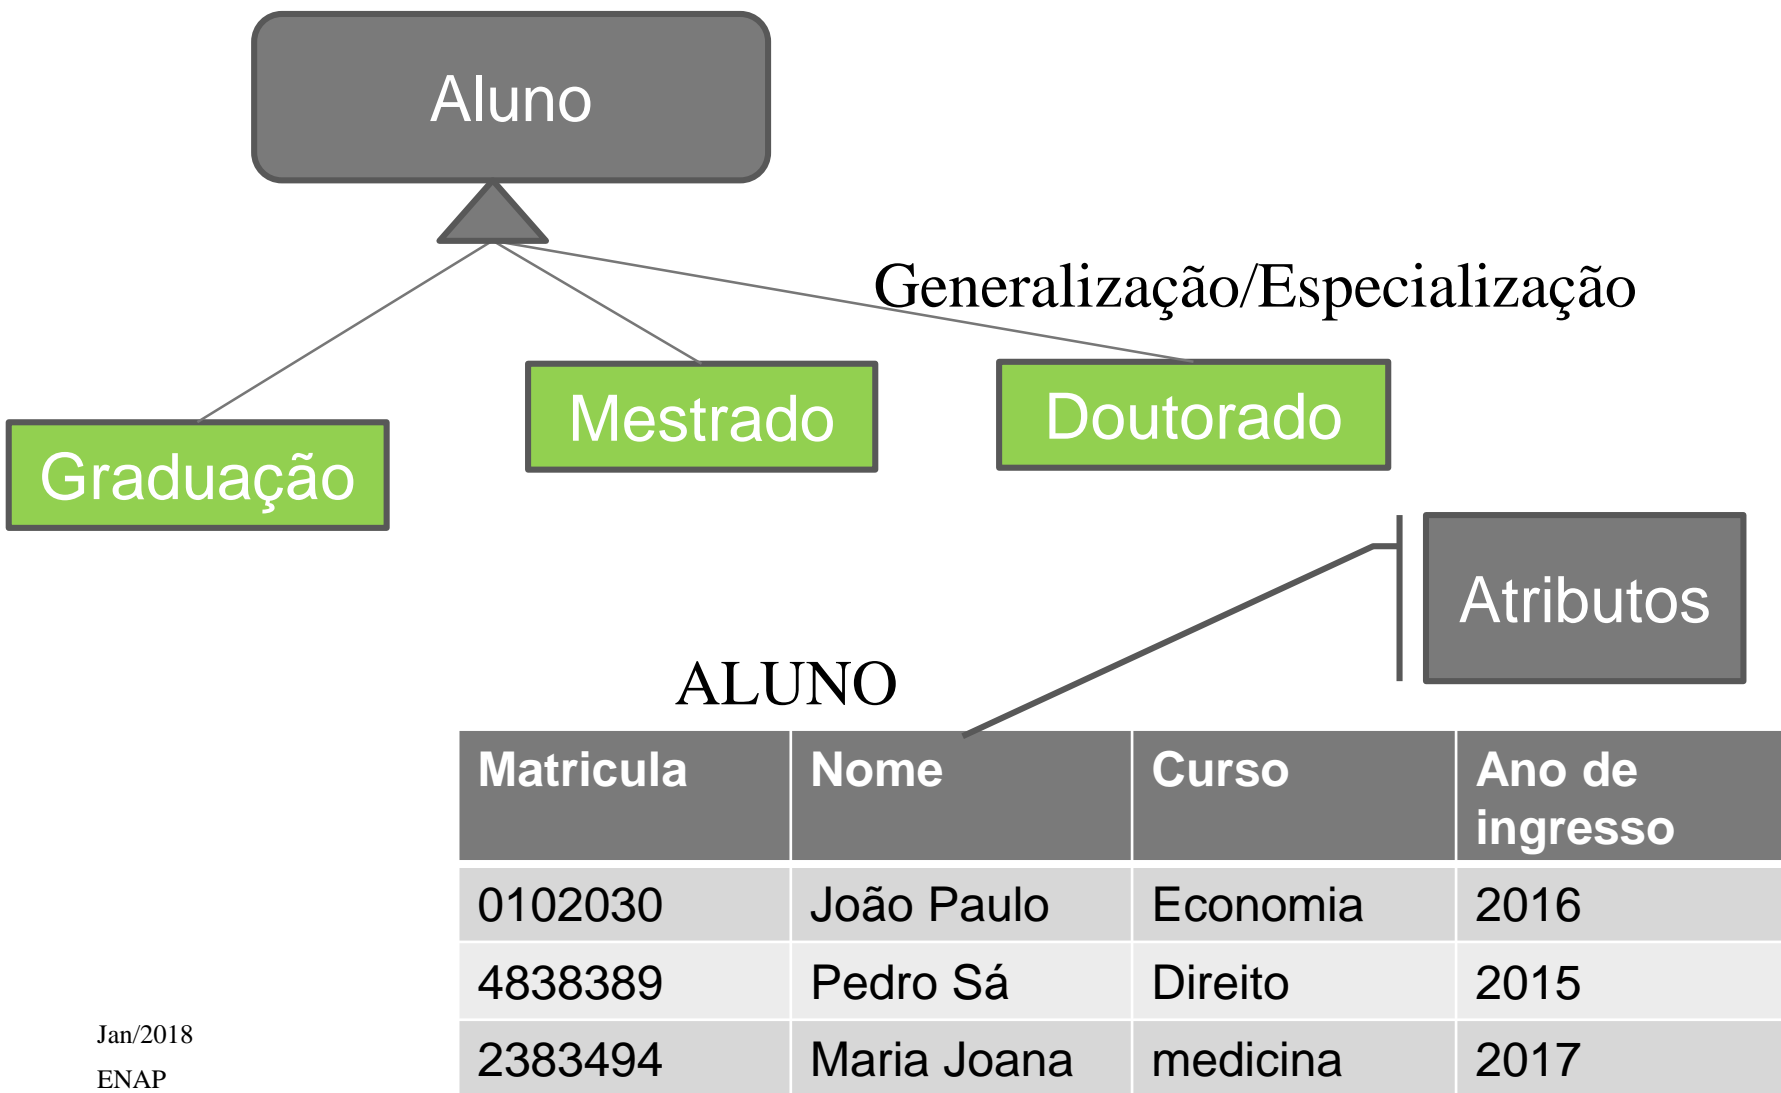 Aluno
Generalização/Especialização
Mestrado
Doutorado
Graduação
Atributos
ALUNO
Matricula Nome Curso Ano de
ingresso
0102030 João Paulo Economia 2016
4838389 Pedro Sá Direito 2015
2383494 Maria Joana medicina 2017
Jan/2018
ENAP